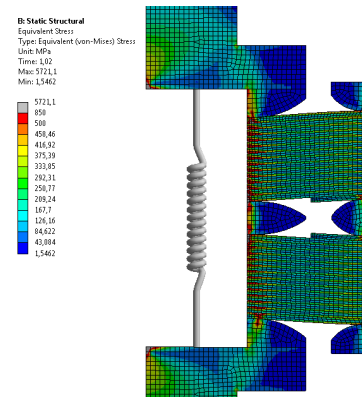 B: Static Structural
Equivalent Stress
Type: Equivalent (von-Mises) Stress
Unit: MPa
Time: 1,02
Max: 5721,1
Min: 1,5462
5721,1
850
500
458,46
416,92
375,39
333,85
292,31
250,77
209,24
167,7
126,16
84,622
43,084
1,5462